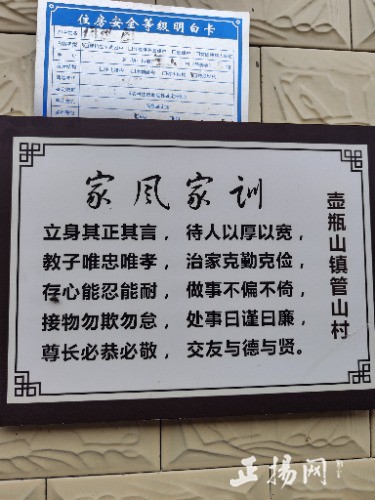 住房安全等级明白卡
家风家训
立身其正其言，待人以厚以宽，
教子唯忠唯孝，治家克勤克俭，
存心能忍能耐，做事不偏不倚，
接物勿欺勿怠，处事曰谨曰廉，
尊长必恭必敬，交友与德与贤。
壶瓶山镇管山村
正扬网